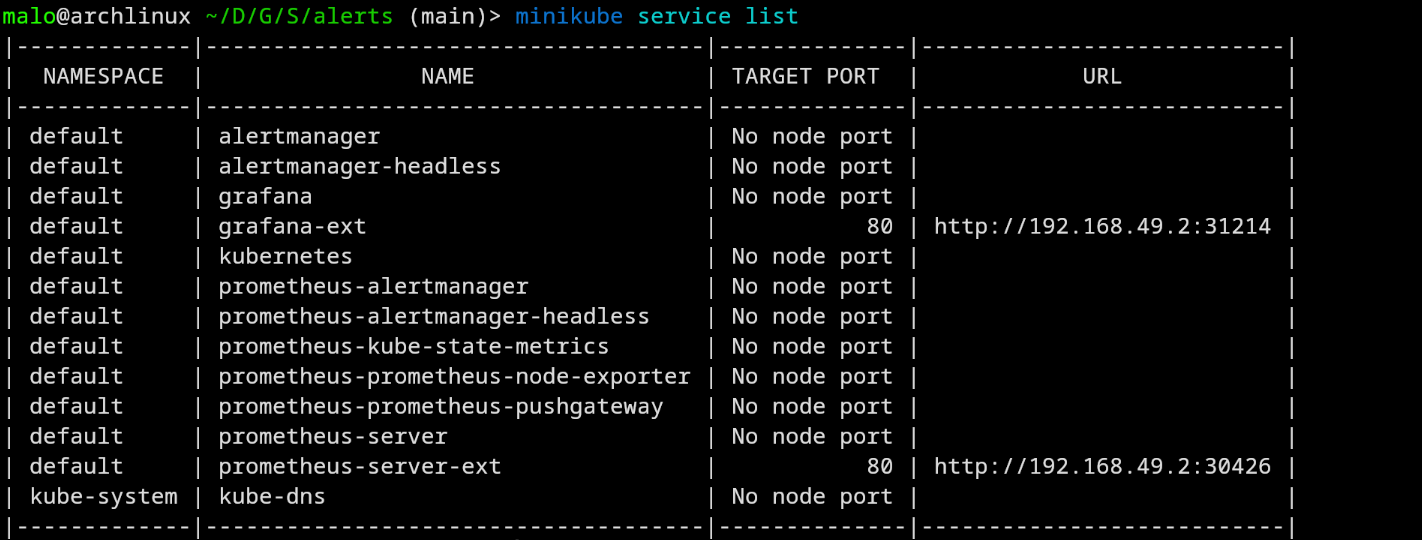 malo@archlinux ~/D/G/S/alerts (main)> minikube service list
|-------------|--------------------------------------|--------------|---------------------------|
|  NAMESPACE  |                 NAME                 | TARGET PORT  |            URL            |
|-------------|--------------------------------------|--------------|---------------------------|
| default     | alertmanager                         | No node port |                           |
| default     | alertmanager-headless                | No node port |                           |
| default     | grafana                              | No node port |                           |
| default     | grafana-ext                          |           80 | http://192.168.49.2:31214 |
| default     | kubernetes                           | No node port |                           |
| default     | prometheus-alertmanager              | No node port |                           |
| default     | prometheus-alertmanager-headless     | No node port |                           |
| default     | prometheus-kube-state-metrics        | No node port |                           |
| default     | prometheus-prometheus-node-exporter  | No node port |                           |
| default     | prometheus-prometheus-pushgateway    | No node port |                           |
| default     | prometheus-server                    | No node port |                           |
| default     | prometheus-server-ext                |           80 | http://192.168.49.2:30426 |
| kube-system | kube-dns                             | No node port |                           |
|-------------|--------------------------------------|--------------|---------------------------|